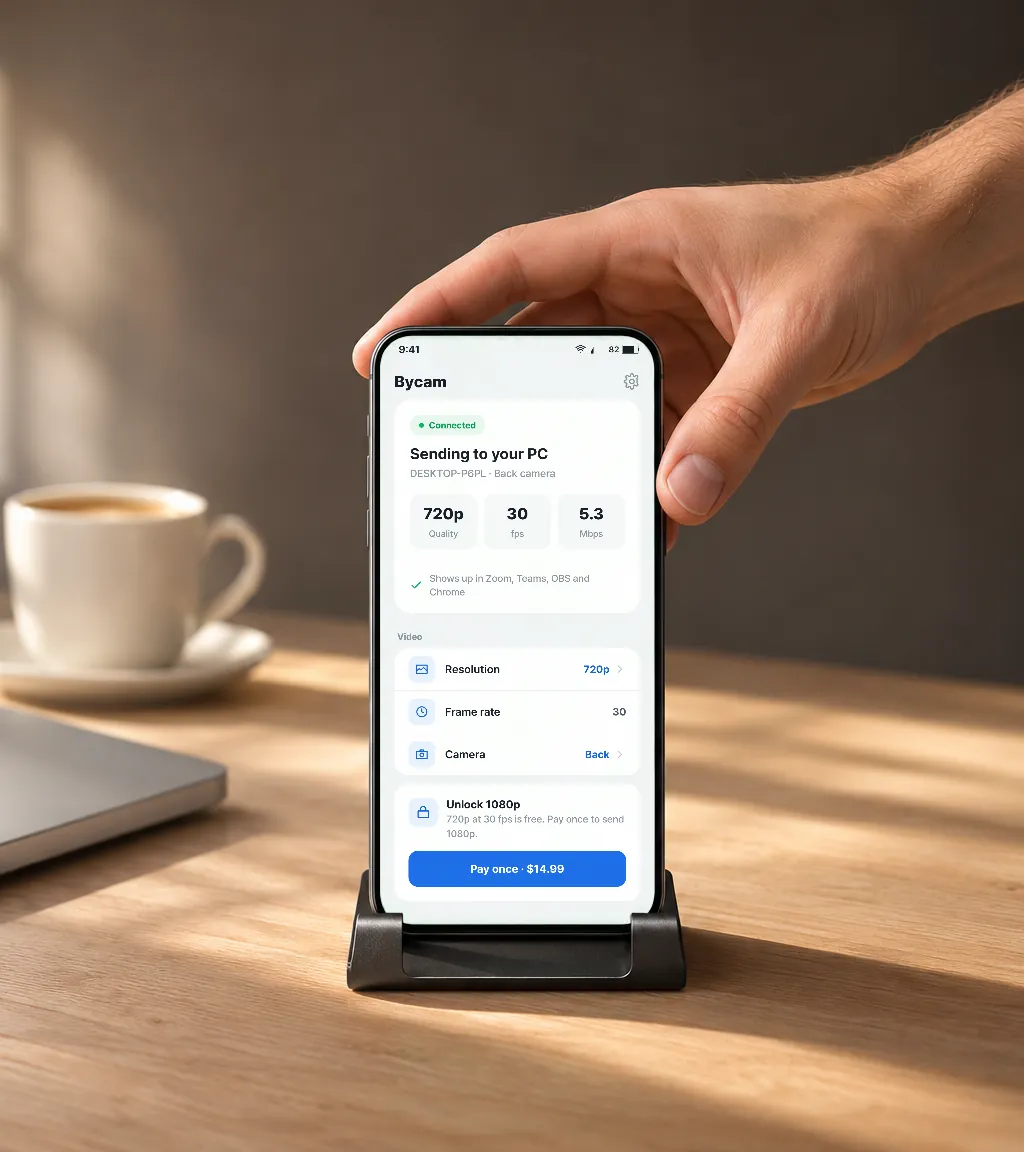 9:41
82
Bycam
Connected
Sending to your PC
DESKTOP-P6PL · Back camera
720p
30
5.3
Quality
fps
Mbps
Shows up in Zoom, Teams, OBS and
Chrome
Video
Resolution
720p
Frame rate
30
Camera
Back
Unlock 1080p
720p at 30 fps is free. Pay once to send
1080p.
Pay once · $14.99